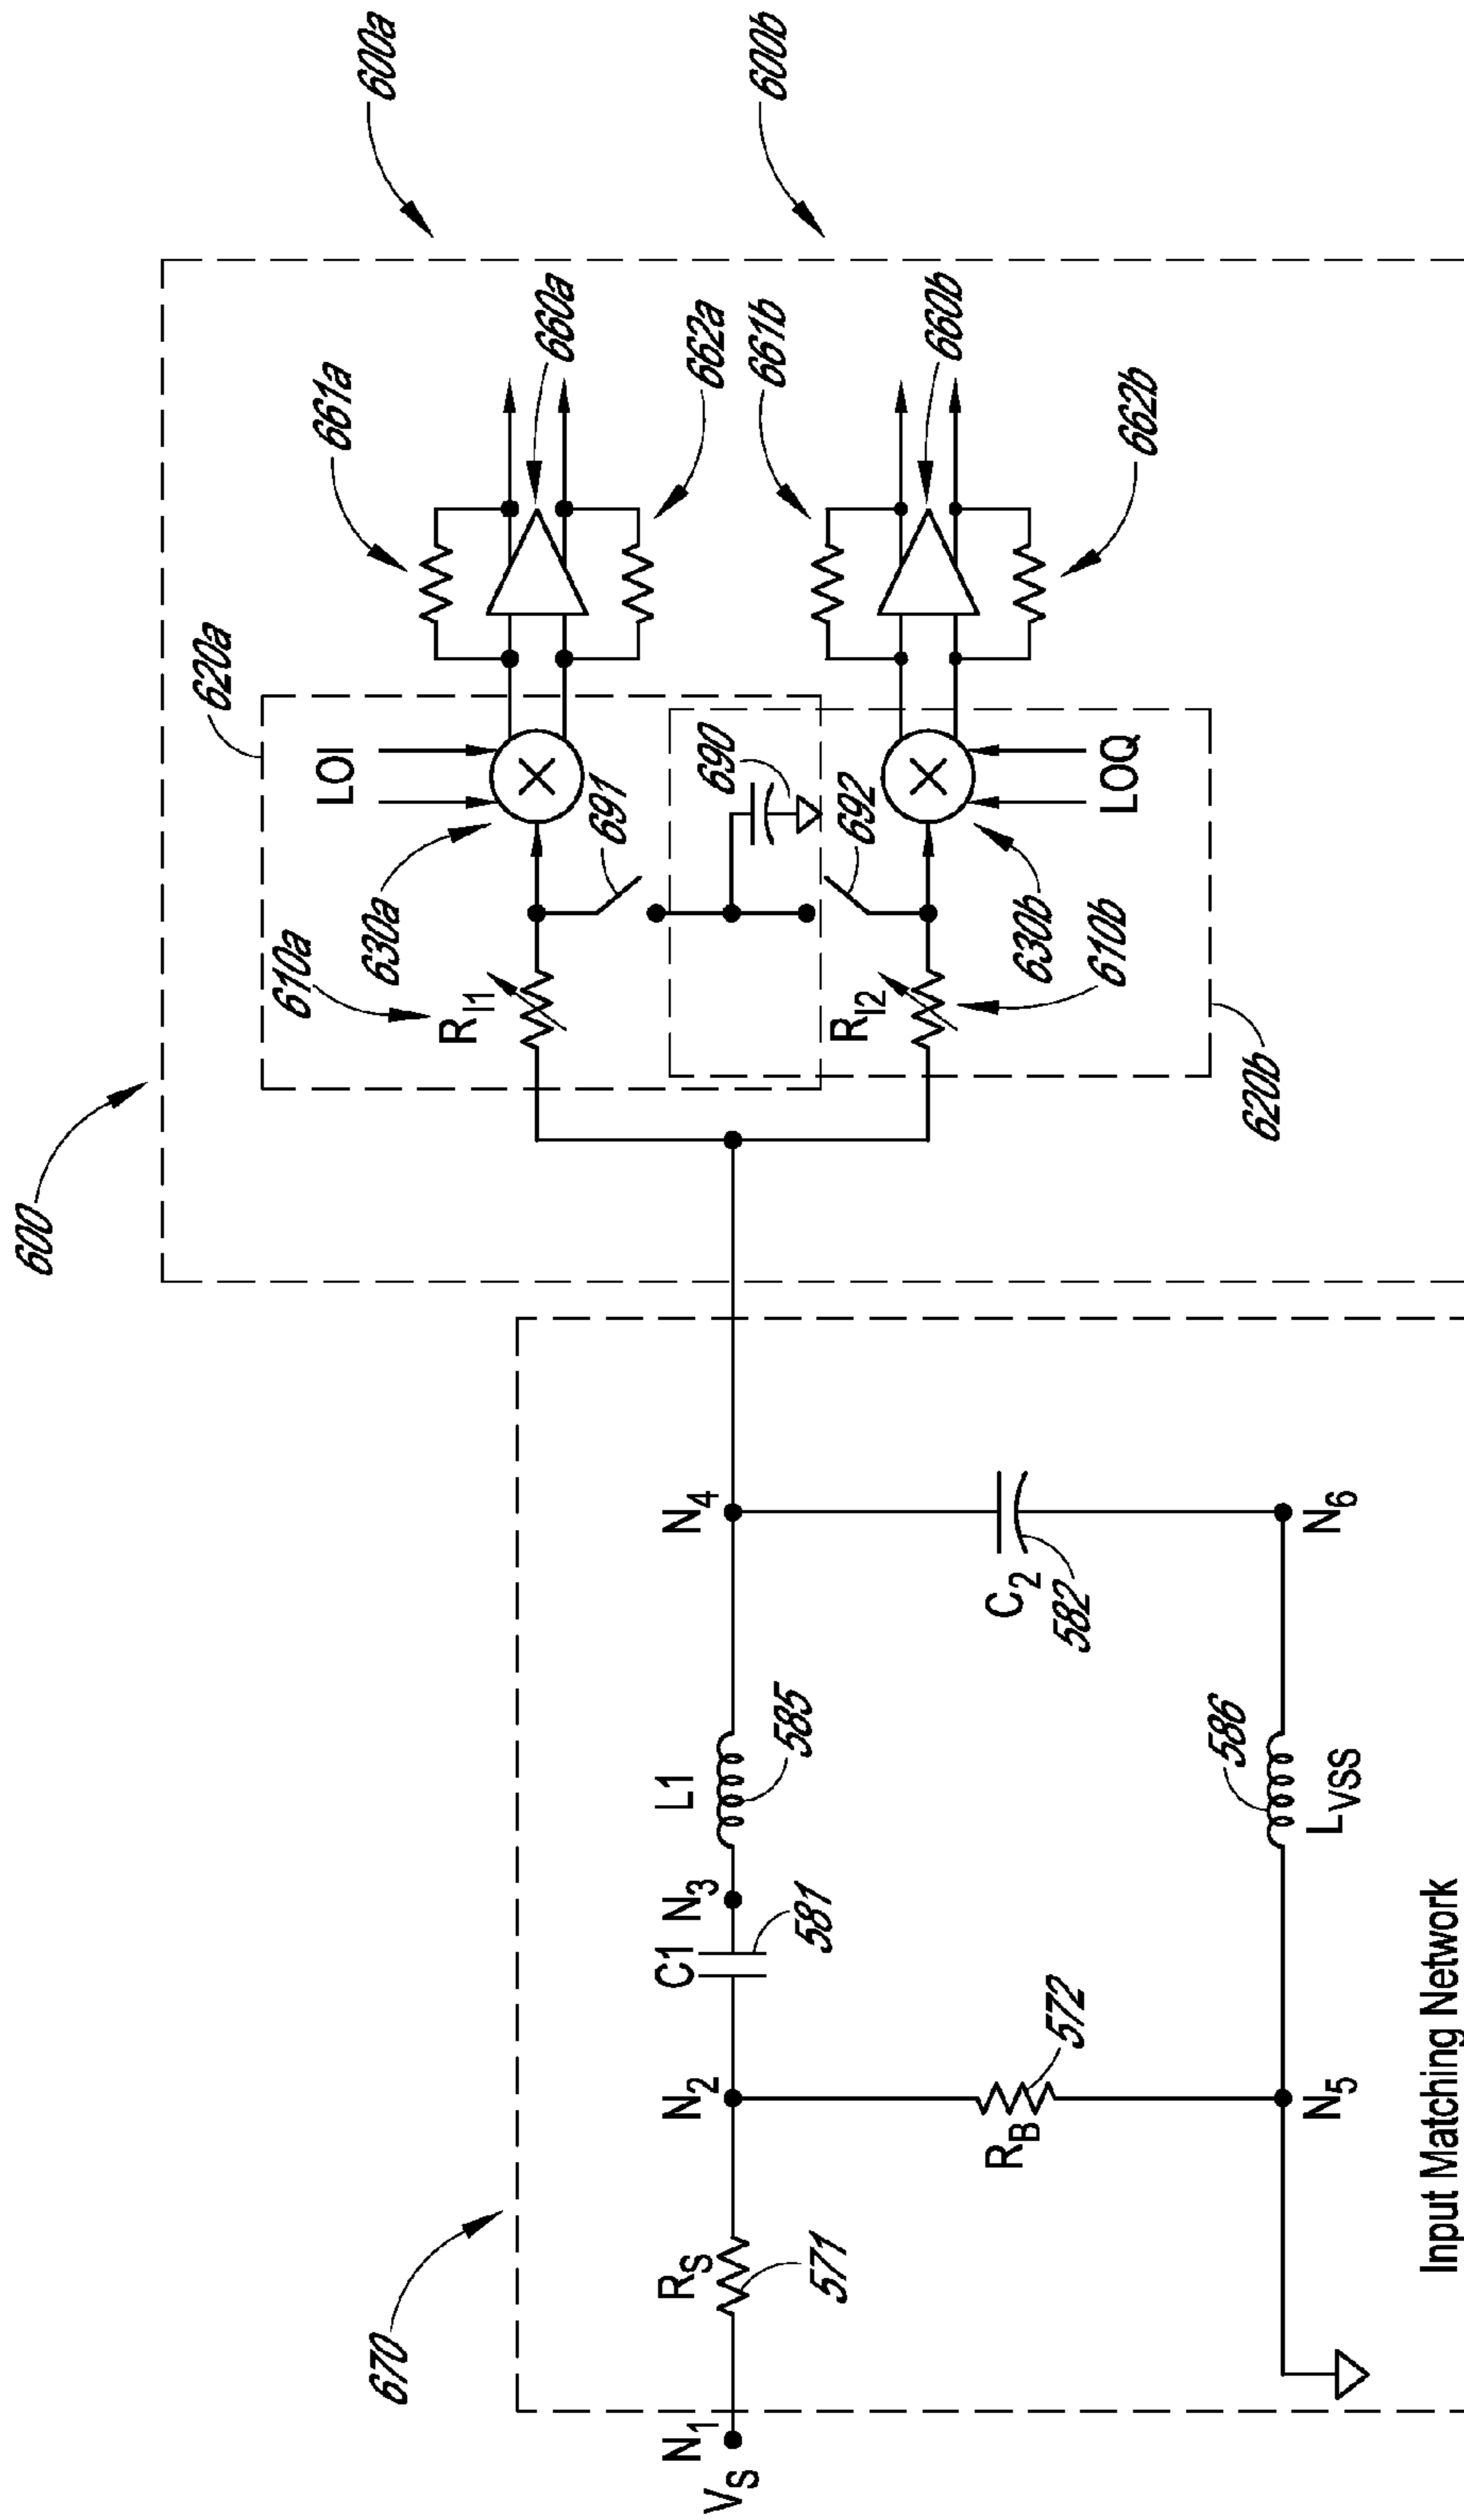 600
600a
600b
620a
LOI
661a
660a
662a
661b
660b
662b
610a
630a
R I1
691
690
692
R I2
630b
610b
LOQ
620b
670
VS
N1
RS
571
N2
RB
572
C1
581
N3
L1
585
N4
C2
582
N5
586
LVSS
N6
Input Matching Network